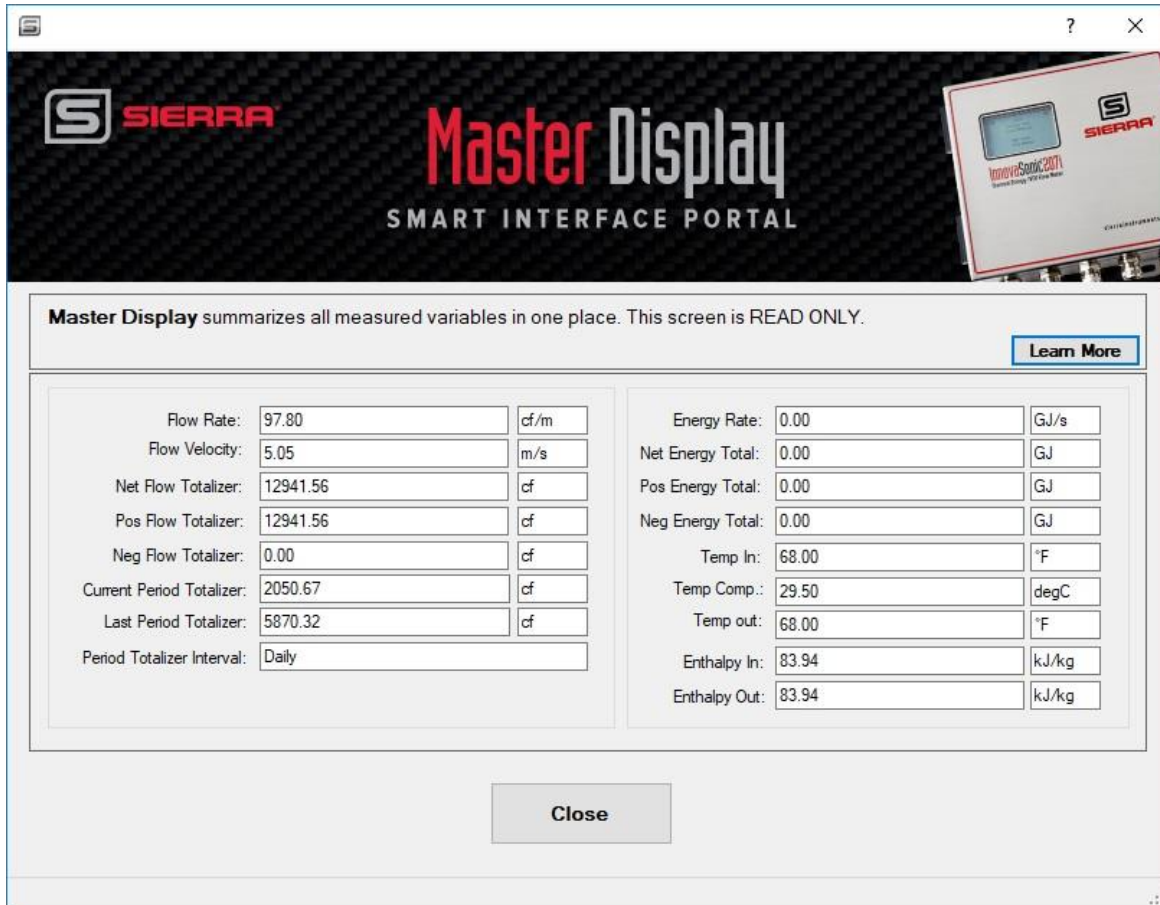 ?
SIERRA
Master Display
SMART INTERFACE PORTAL
SIERRA
InnovaSonic 207i
Master Display summarizes all measured variables in one place. This screen is READ ONLY.
Learn More
Flow Rate: 97.80 cf/m
Flow Velocity: 5.05 m/s
Net Flow Totalizer: 12941.56 cf
Pos Flow Totalizer: 12941.56 cf
Neg Flow Totalizer: 0.00 cf
Current Period Totalizer: 2050.67 cf
Last Period Totalizer: 5870.32 cf
Period Totalizer Interval: Daily
Energy Rate: 0.00 GJ/s
Net Energy Total: 0.00 GJ
Pos Energy Total: 0.00 GJ
Neg Energy Total: 0.00 GJ
Temp In: 68.00 °F
Temp Comp.: 29.50 degC
Temp out: 68.00 °F
Enthalpy In: 83.94 kJ/kg
Enthalpy Out: 83.94 kJ/kg
Close